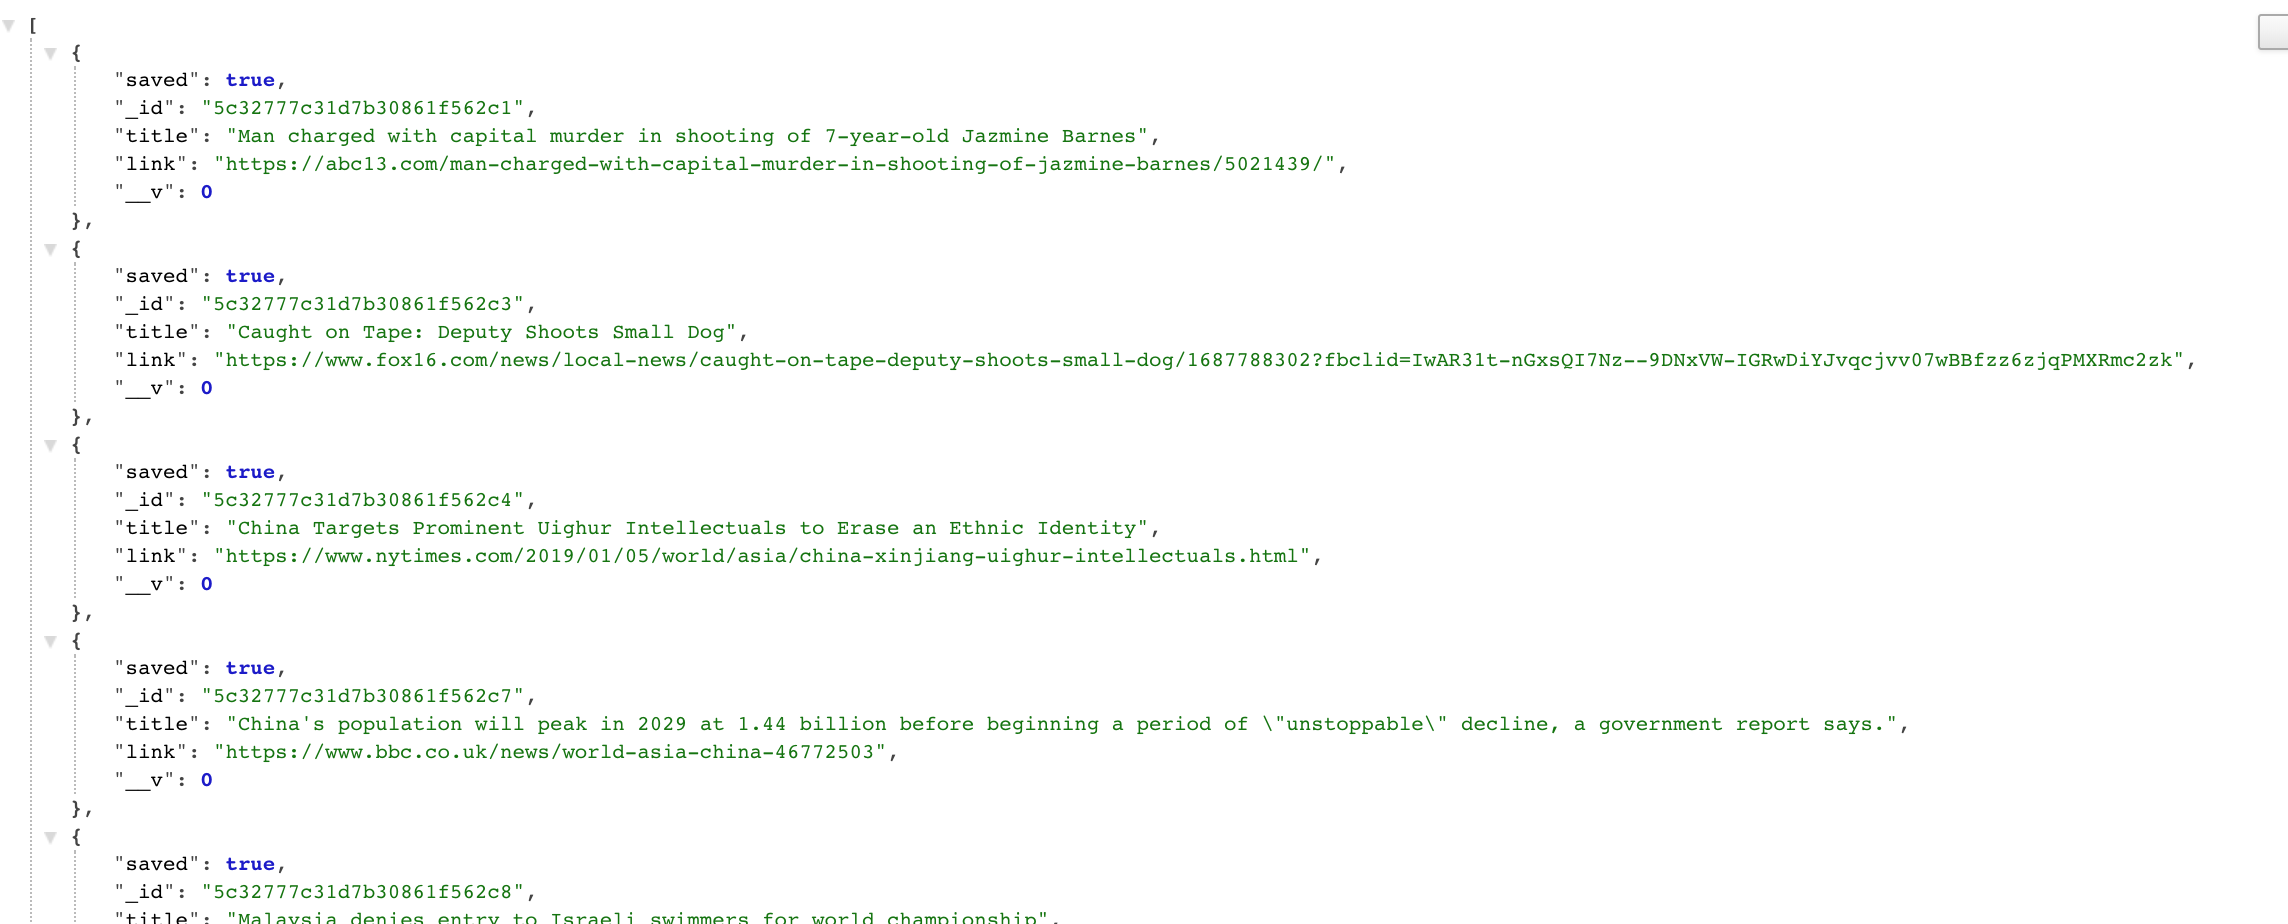 [
{
"saved": true,
"_id": "5c32777c31d7b30861f562c1",
"title": "Man charged with capital murder in shooting of 7-year-old Jazmine Barnes",
"link": "https://abc13.com/man-charged-with-capital-murder-in-shooting-of-jazmine-barnes/5021439/",
"__v": 0
},
{
"saved": true,
"_id": "5c32777c31d7b30861f562c3",
"title": "Caught on Tape: Deputy Shoots Small Dog",
"link": "https://www.fox16.com/news/local-news/caught-on-tape-deputy-shoots-small-dog/1687788302?fbclid=IwAR31t-nGxsQI7Nz--9DNxVW-IGRwDiYJvqcjvv07wBBfzz6zjqPMXRmc2zk",
"__v": 0
},
{
"saved": true,
"_id": "5c32777c31d7b30861f562c4",
"title": "China Targets Prominent Uighur Intellectuals to Erase an Ethnic Identity",
"link": "https://www.nytimes.com/2019/01/05/world/asia/china-xinjiang-uighur-intellectuals.html",
"__v": 0
},
{
"saved": true,
"_id": "5c32777c31d7b30861f562c7",
"title": "China's population will peak in 2029 at 1.44 billion before beginning a period of \"unstoppable\" decline, a government report says.",
"link": "https://www.bbc.co.uk/news/world-asia-china-46772503",
"__v": 0
},
{
"saved": true,
"_id": "5c32777c31d7b30861f562c8",
"title": "Malaysia denies entry to Israeli swimmers for world championship",